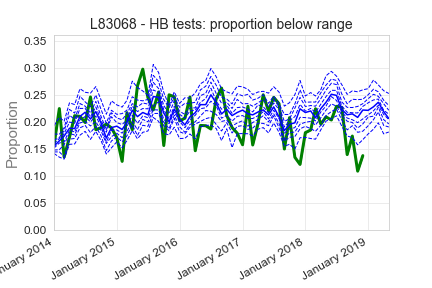 L83068 - HB tests: proportion below range
Proportion
0.35
0.30
0.25
0.20
0.15
0.10
0.05
0.00
nuary 2014
January 2015
January 2016
January 2017
January 2018
January 2019